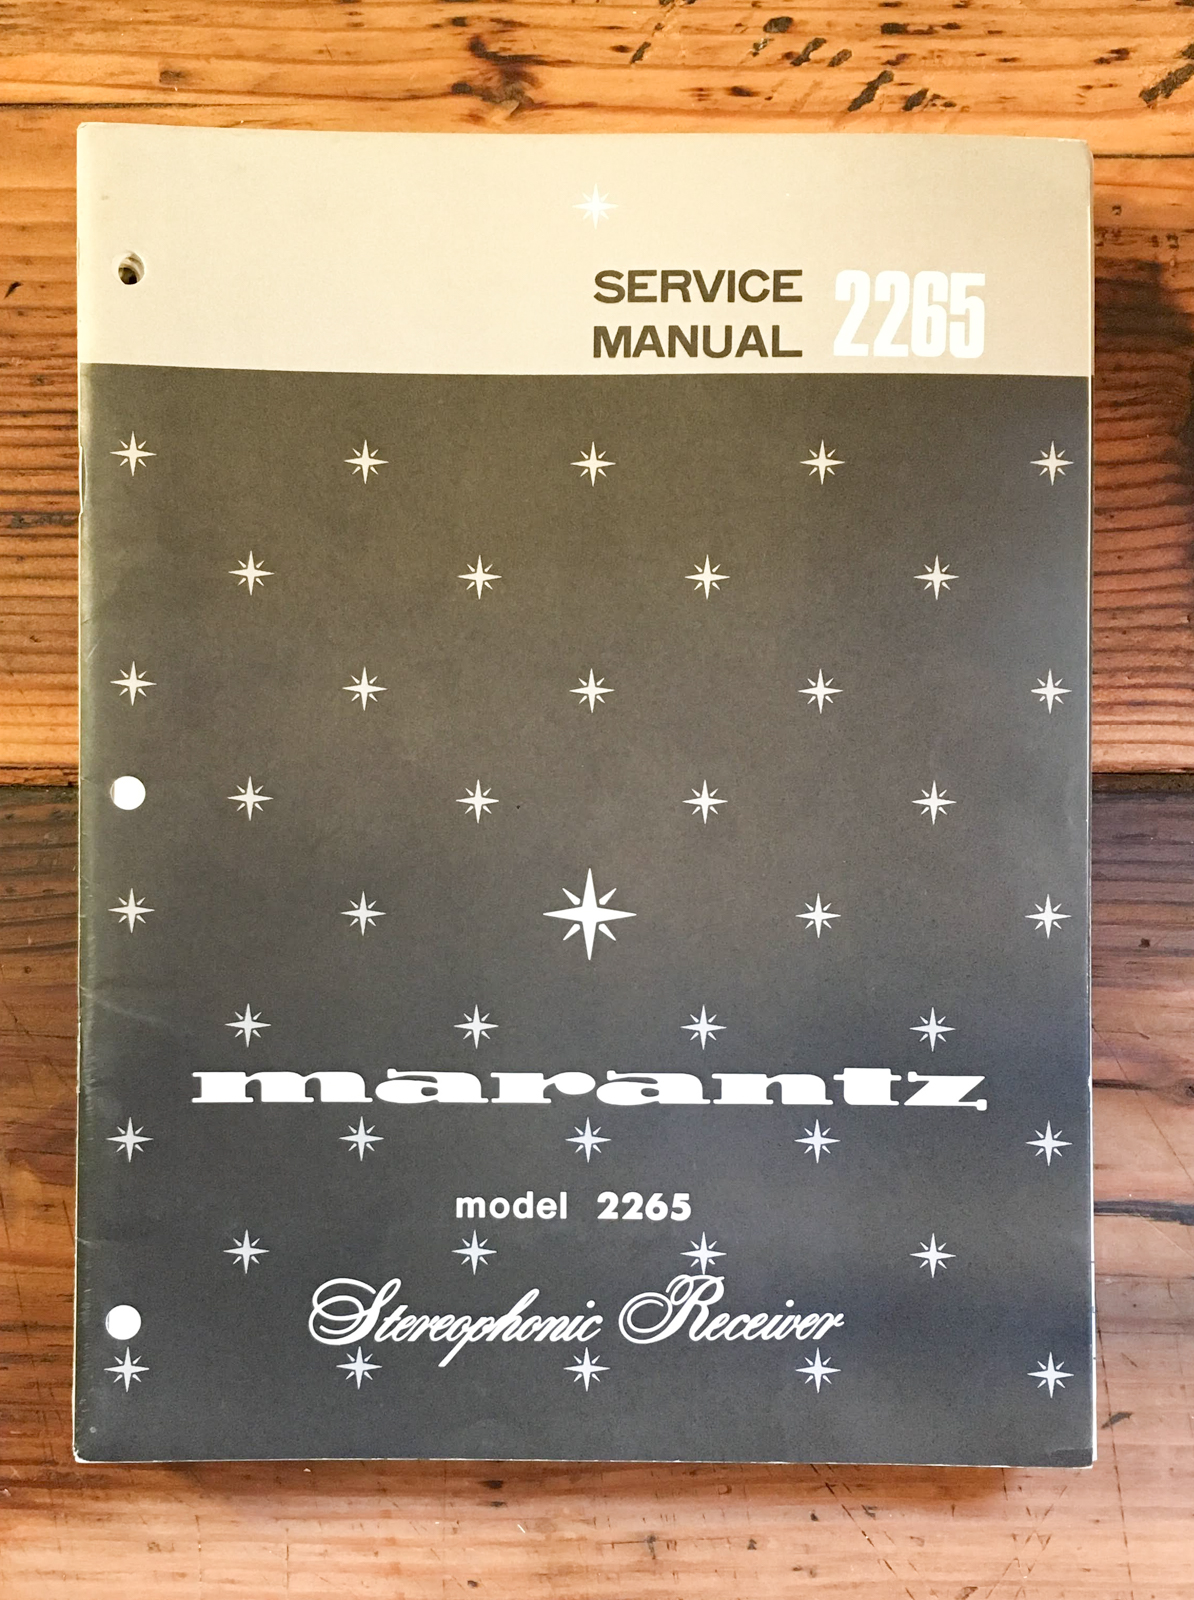 SERVICE
MANUAL 2265
marantz
model 2265
Stereophonic Receiver